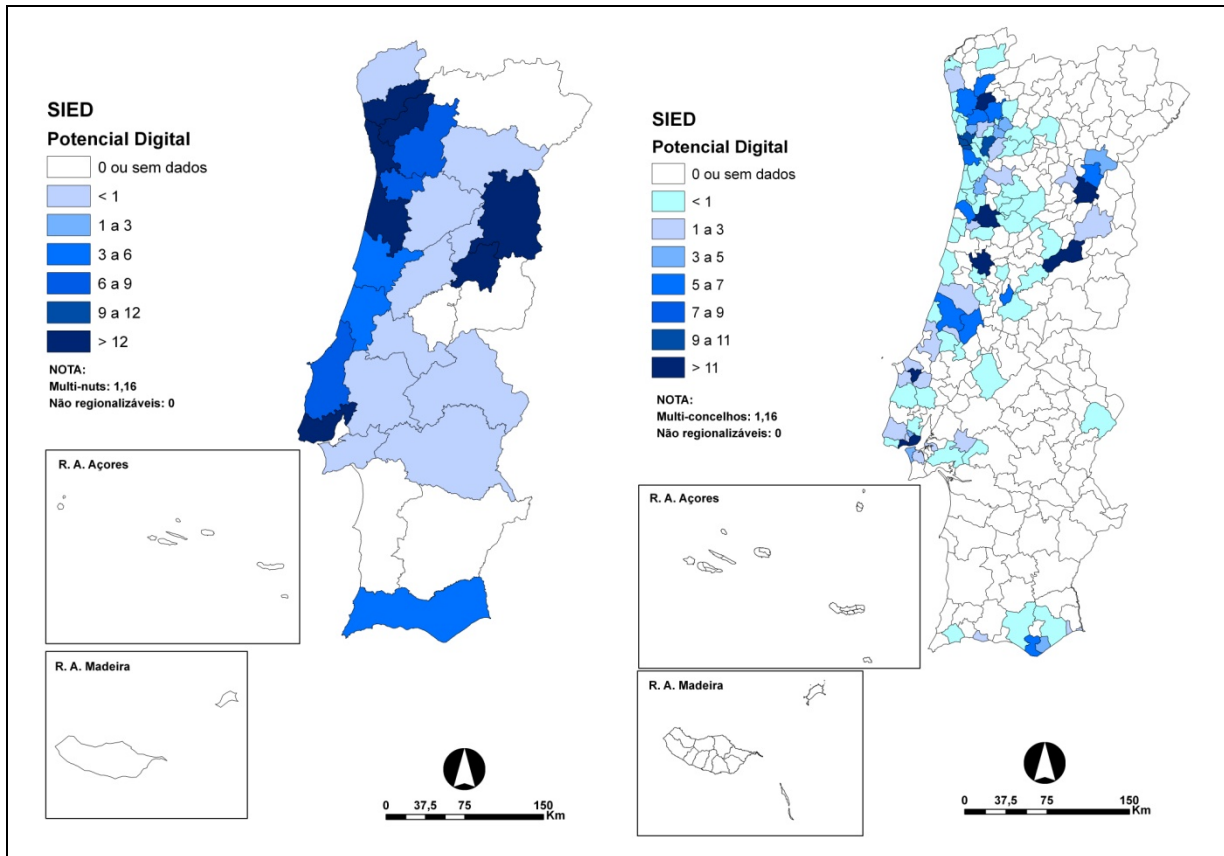 SIED
Potencial Digital
0 ou sem dados
< 1
1 a 3
3 a 6
6 a 9
9 a 12
> 12
NOTA:
Multi-nuts: 1,16
Não regionalizáveis: 0
R. A. Açores
R. A. Madeira
0 37,5 75 150
Km
SIED
Potencial Digital
0 ou sem dados
< 1
1 a 3
3 a 5
5 a 7
7 a 9
9 a 11
> 11
NOTA:
Multi-concelhos: 1,16
Não regionalizáveis: 0
R. A. Açores
R. A. Madeira
0 37,5 75 150
Km